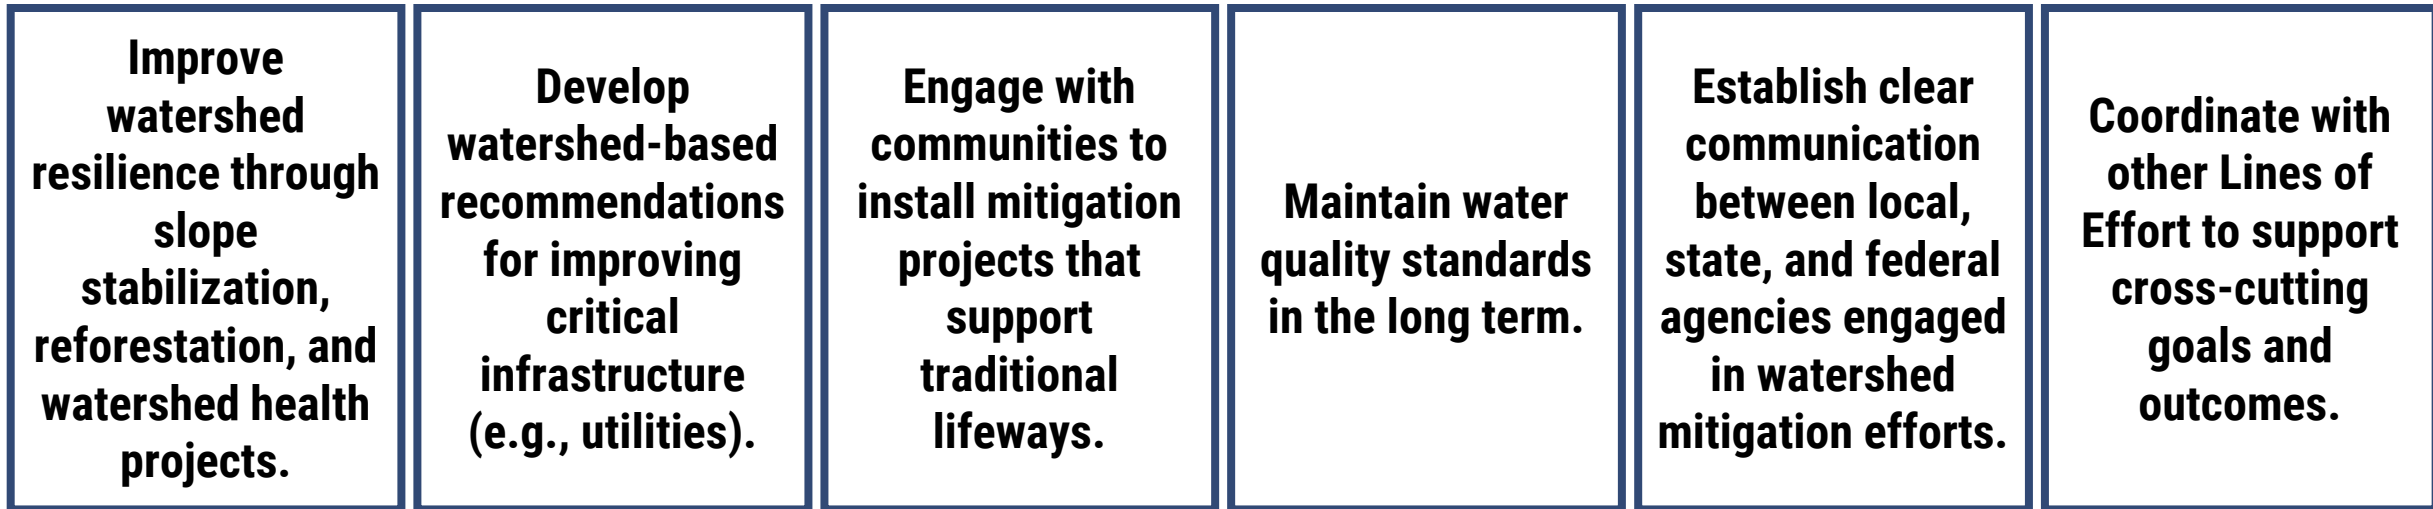 Improve
watershed
resilience through
slope
stabilization,
reforestation, and
watershed health
projects.
Develop
watershed-based
recommendations
for improving
critical
infrastructure
(e.g., utilities).
Engage with
communities to
install mitigation
projects that
support
traditional
lifeways.
Maintain water
quality standards
in the long term.
Establish clear
communication
between local,
state, and federal
agencies engaged
in watershed
mitigation efforts.
Coordinate with
other Lines of
Effort to support
cross-cutting
goals and
outcomes.